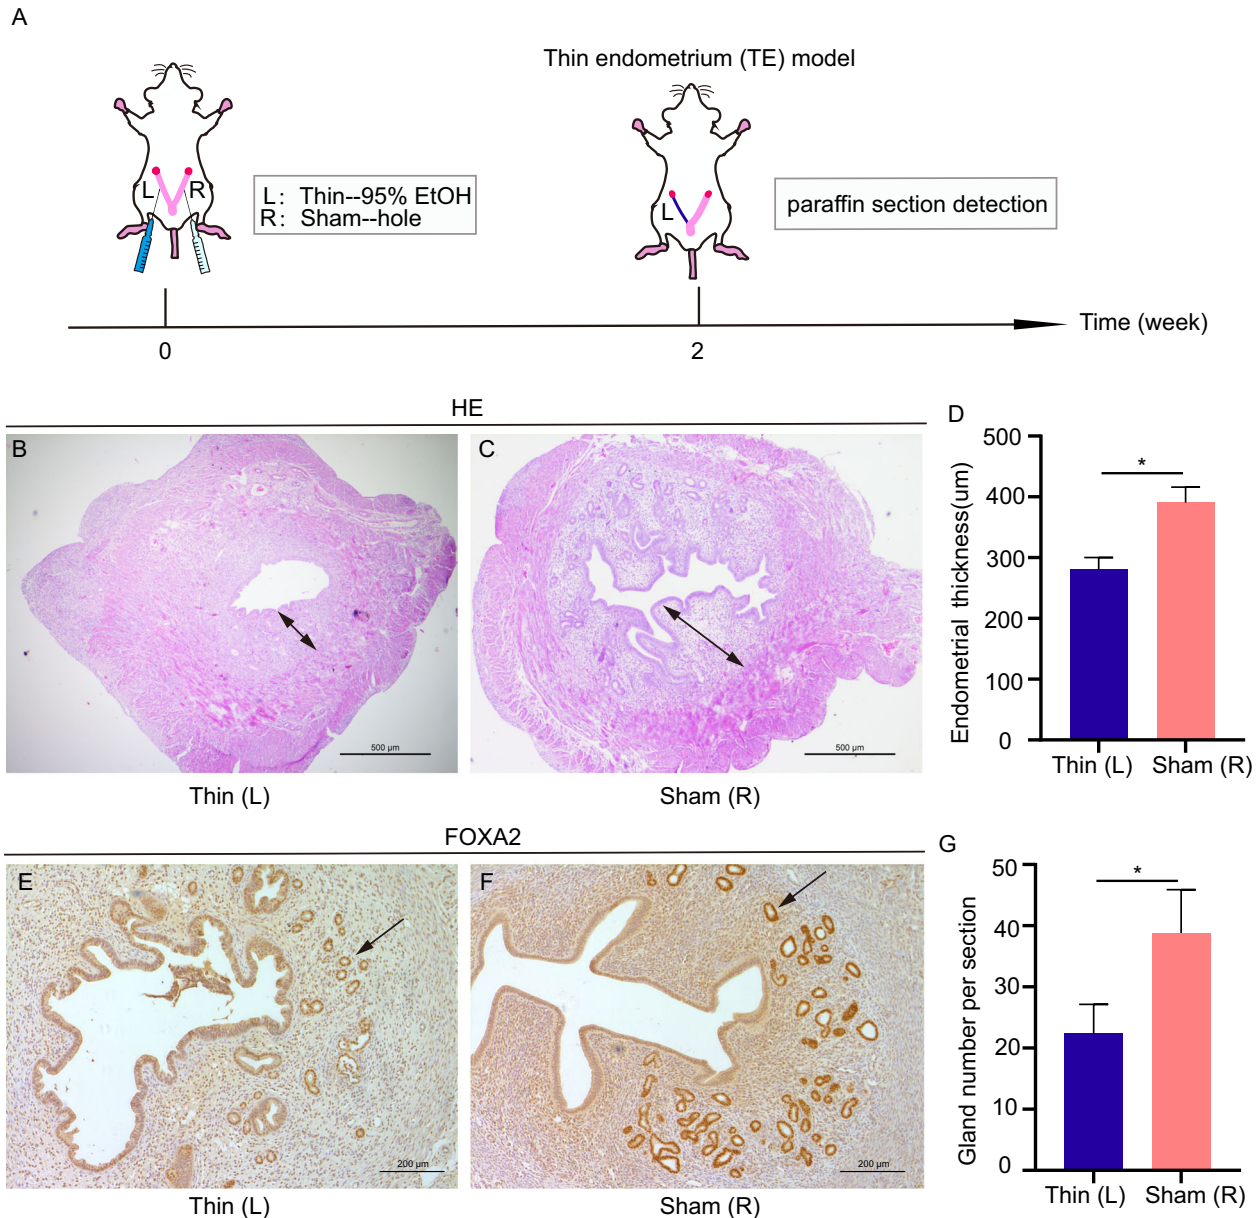 A
Thin endometrium (TE) model
L R
L: Thin--95% EtOH
R: Sham--hole
L
paraffin section detection
Time (week)
0
2
HE
B
C
500 µm
500 µm
Thin (L)
Sham (R)
D
Endometrial thickness(um)
500
400
300
200
100
0
*
Thin (L)
Sham (R)
FOXA2
E
F
200 µm
200 µm
Thin (L)
Sham (R)
G
Gland number per section
50
40
30
20
10
0
*
Thin (L)
Sham (R)